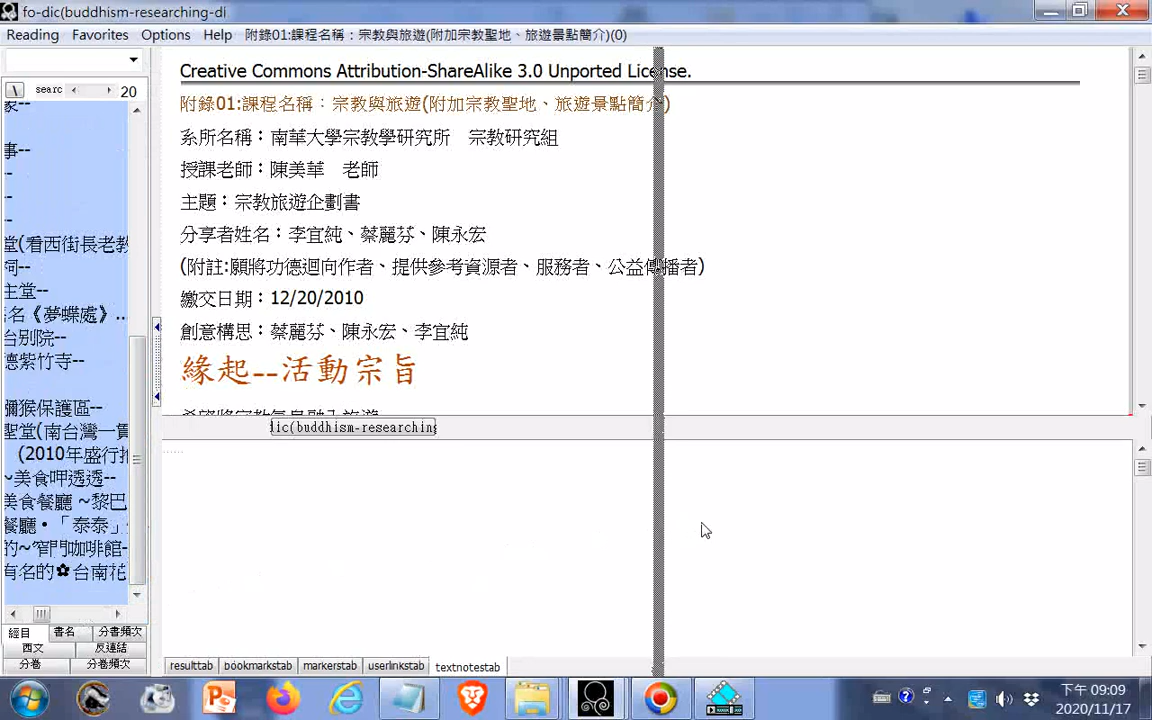 fo-dic(buddhism-researching-di
Reading Favorites Options Help 附錄01:課程名稱：宗教與旅遊(附加宗教聖地、旅遊景點簡介)(0)
searc
20
事--
堂(看西街長老教
祠--
主堂--
名《夢蝶處》...
台别院--
德紫竹寺--
獼猴保護區--
聖堂(南台灣一貫
(2010年盛行拍
~美食呷透透--
美食餐廳 ~黎巴
餐廳•「泰泰」
的~窄門咖啡館-
有名的✿台南花
經目 書名 分書頻次
西文 反連結
分卷 分卷頻次
Creative Commons Attribution-ShareAlike 3.0 Unported License.
附錄01:課程名稱：宗教與旅遊(附加宗教聖地、旅遊景點簡介)
系所名稱：南華大學宗教學研究所　宗教研究組
授課老師：陳美華　老師
主題：宗教旅遊企劃書
分享者姓名：李宜純、蔡麗芬、陳永宏
(附註:願將功德迴向作者、提供參考資源者、服務者、公益傳播者)
繳交日期：12/20/2010
創意構思：蔡麗芬、陳永宏、李宜純
緣起--活動宗旨
dic(buddhism-researching
......
resulttab bookmarkstab markerstab userlinkstab textnotestab
下午 09:09
2020/11/17